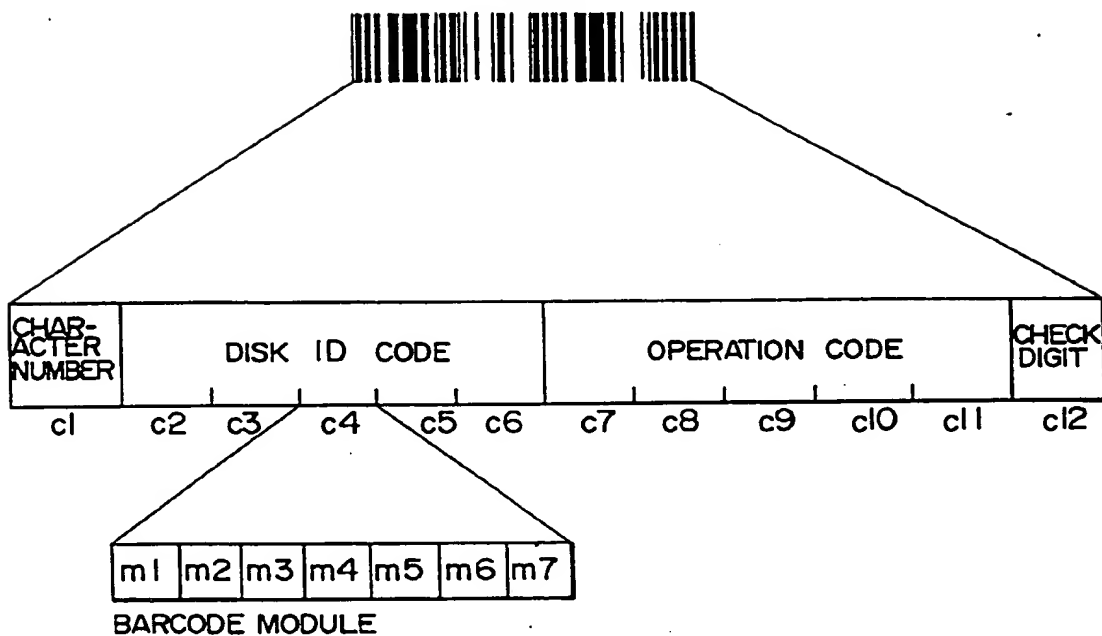 CHAR-
ACTER
NUMBER
DISK ID CODE
OPERATION CODE
CHECK
DIGIT
c1 c2 c3 c4 c5 c6 c7 c8 c9 c10 c11 c12
m1 m2 m3 m4 m5 m6 m7
BARCODE MODULE